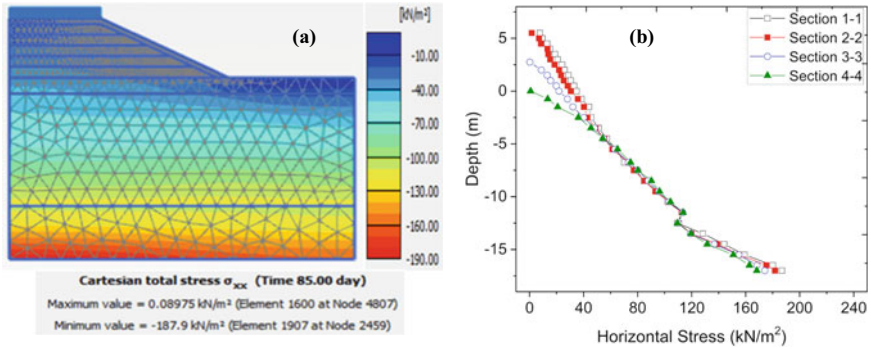 [kN/m²]
(a)
-10.00
-40.00
-70.00
-100.00
-130.00
-160.00
-190.00
Cartesian total stress σxx (Time 85.00 day)
Maximum value = 0.08975 kN/m² (Element 1600 at Node 4807)
Minimum value = -187.9 kN/m² (Element 1907 at Node 2459)
(b)
Section 1-1
Section 2-2
Section 3-3
Section 4-4
5
0
-5
-10
-15
Depth (m)
0 40 80 120 160 200 240
Horizontal Stress (kN/m²)